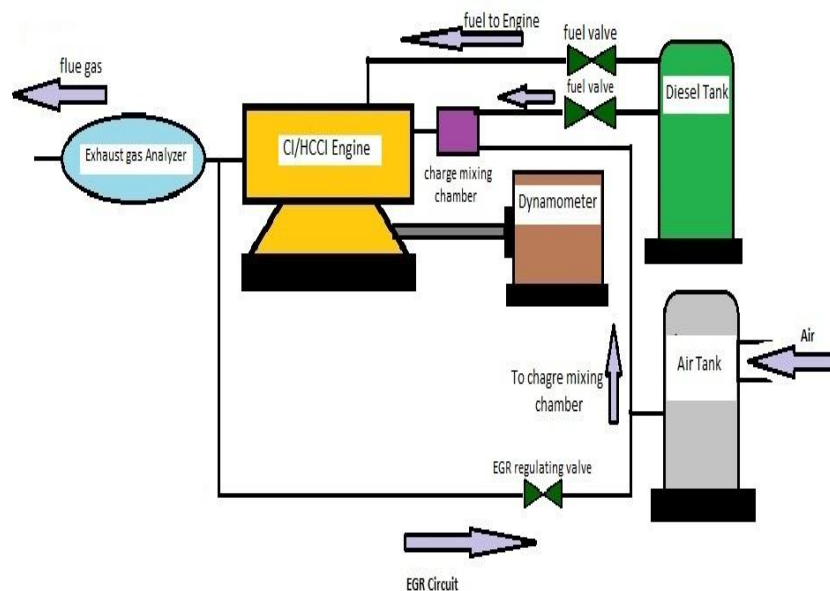 fuel to Engine
fuel valve
flue gas
fuel valve
Diesel Tank
Exhaust gas Analyzer
CI/HCCI Engine
charge mixing
chamber
Dynamometer
Air
Air Tank
To chagre mixing
chamber
EGR regulating valve
EGR Circuit